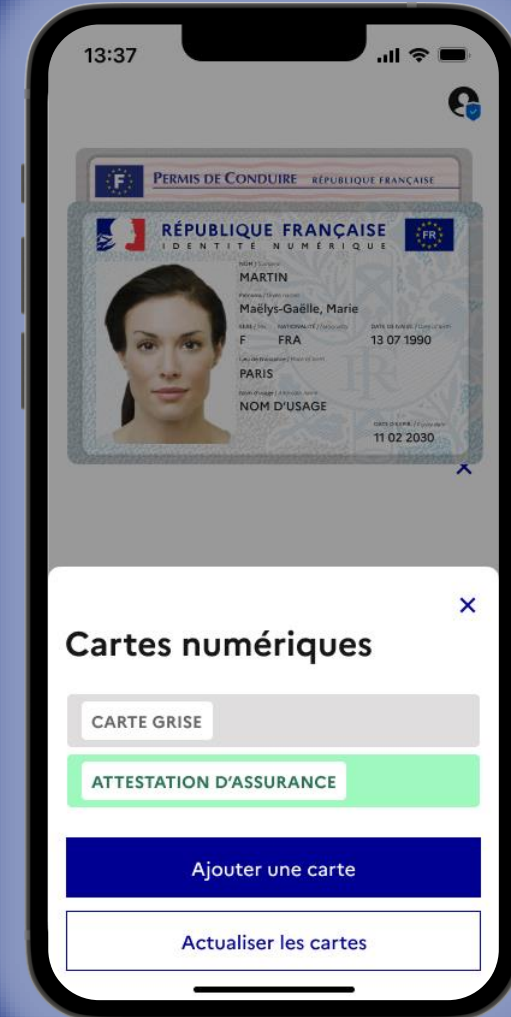 13:37
F
PERMIS DE CONDUIRE RÉPUBLIQUE FRANÇAISE
RÉPUBLIQUE FRANÇAISE
IDENTITÉ NUMÉRIQUE
FR
MARTIN
Maëlys-Gaëlle, Marie
F FRA 13 07 1990
PARIS
NOM D'USAGE
11 02 2030
Cartes numériques
CARTE GRISE
ATTESTATION D'ASSURANCE
Ajouter une carte
Actualiser les cartes